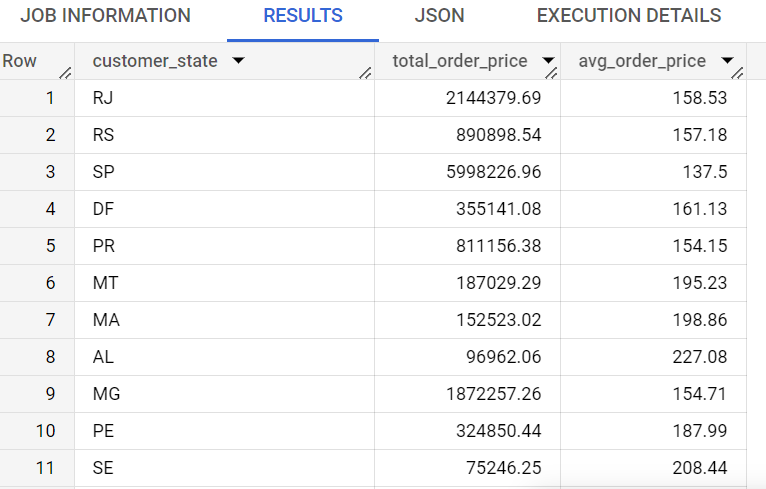 JOB INFORMATION RESULTS JSON EXECUTION DETAILS
Row customer_state total_order_price avg_order_price
1 RJ 2144379.69 158.53
2 RS 890898.54 157.18
3 SP 5998226.96 137.5
4 DF 355141.08 161.13
5 PR 811156.38 154.15
6 MT 187029.29 195.23
7 MA 152523.02 198.86
8 AL 96962.06 227.08
9 MG 1872257.26 154.71
10 PE 324850.44 187.99
11 SE 75246.25 208.44